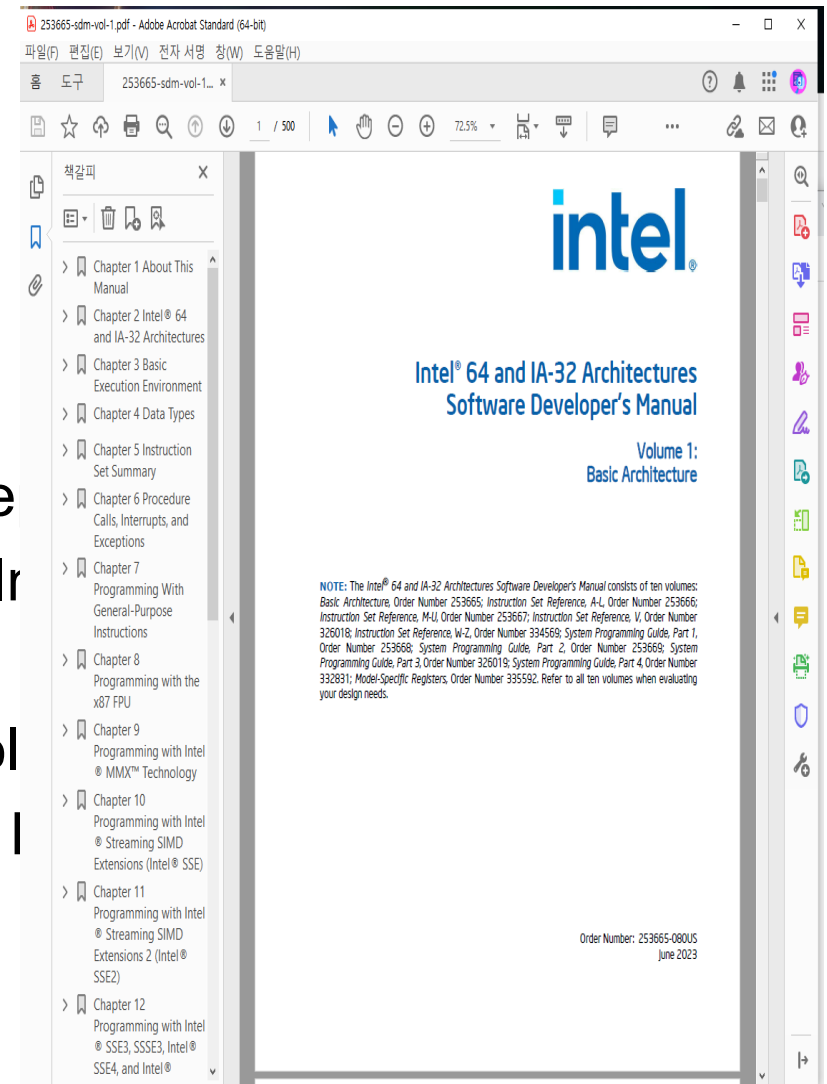 253665-sdm-vol-1.pdf - Adobe Acrobat Standard (64-bit)
파일(F) 편집(E) 보기(V) 전자 서명 창(W) 도움말(H)
홈 도구 253665-sdm-vol-1... ×
1 / 500 72.5%
책갈피
Chapter 1 About This
Manual
Chapter 2 Intel® 64
and IA-32 Architectures
Chapter 3 Basic
Execution Environment
Chapter 4 Data Types
Chapter 5 Instruction
Set Summary
Chapter 6 Procedure
Calls, Interrupts, and
Exceptions
Chapter 7
Programming With
General-Purpose
Instructions
Chapter 8
Programming with the
x87 FPU
Chapter 9
Programming with Intel
® MMX™ Technology
Chapter 10
Programming with Intel
® Streaming SIMD
Extensions (Intel® SSE)
Chapter 11
Programming with Intel
® Streaming SIMD
Extensions 2 (Intel®
SSE2)
Chapter 12
Programming with Intel
® SSE3, SSSE3, Intel®
SSE4, and Intel®
intel®
Intel® 64 and IA-32 Architectures
Software Developer's Manual
Volume 1:
Basic Architecture
NOTE: The Intel® 64 and IA-32 Architectures Software Developer's Manual consists of ten volumes:
Basic Architecture, Order Number 253665; Instruction Set Reference, A-L, Order Number 253666;
Instruction Set Reference, M-U, Order Number 253667; Instruction Set Reference, V, Order Number
326018; Instruction Set Reference, W-Z, Order Number 334569; System Programming Guide, Part 1,
Order Number 253668; System Programming Guide, Part 2, Order Number 253669; System
Programming Guide, Part 3, Order Number 326019; System Programming Guide, Part 4, Order Number
332831; Model-Specific Registers, Order Number 335592. Refer to all ten volumes when evaluating
your design needs.
Order Number: 253665-080US
June 2023